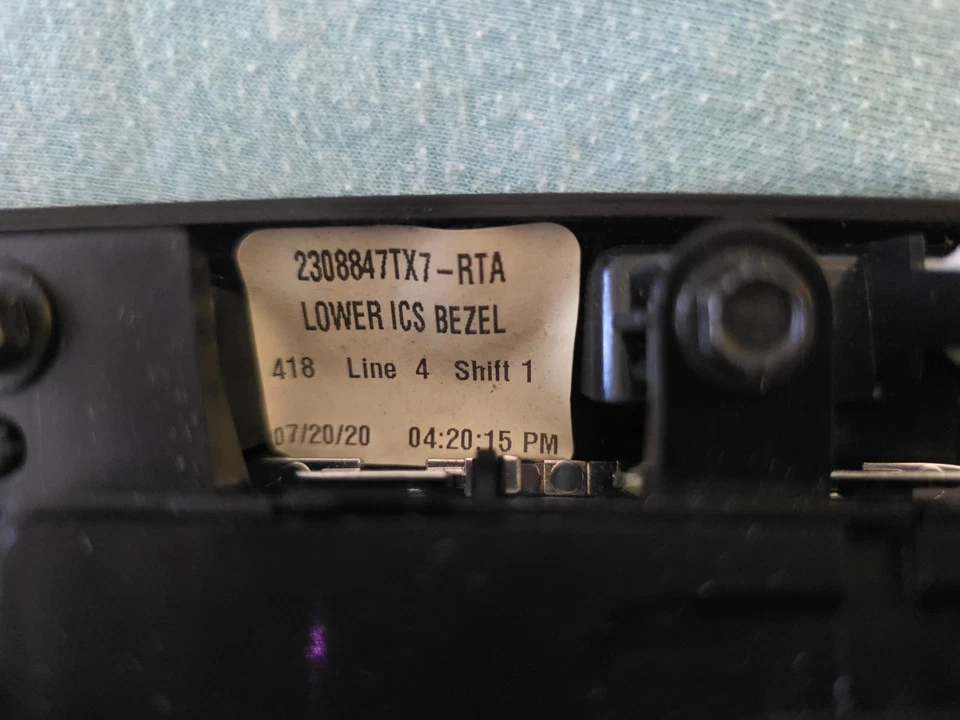 2308847TX7-RTA
LOWER ICS BEZEL
418 Line 4 Shift 1
07/20/20 04:20:15 PM